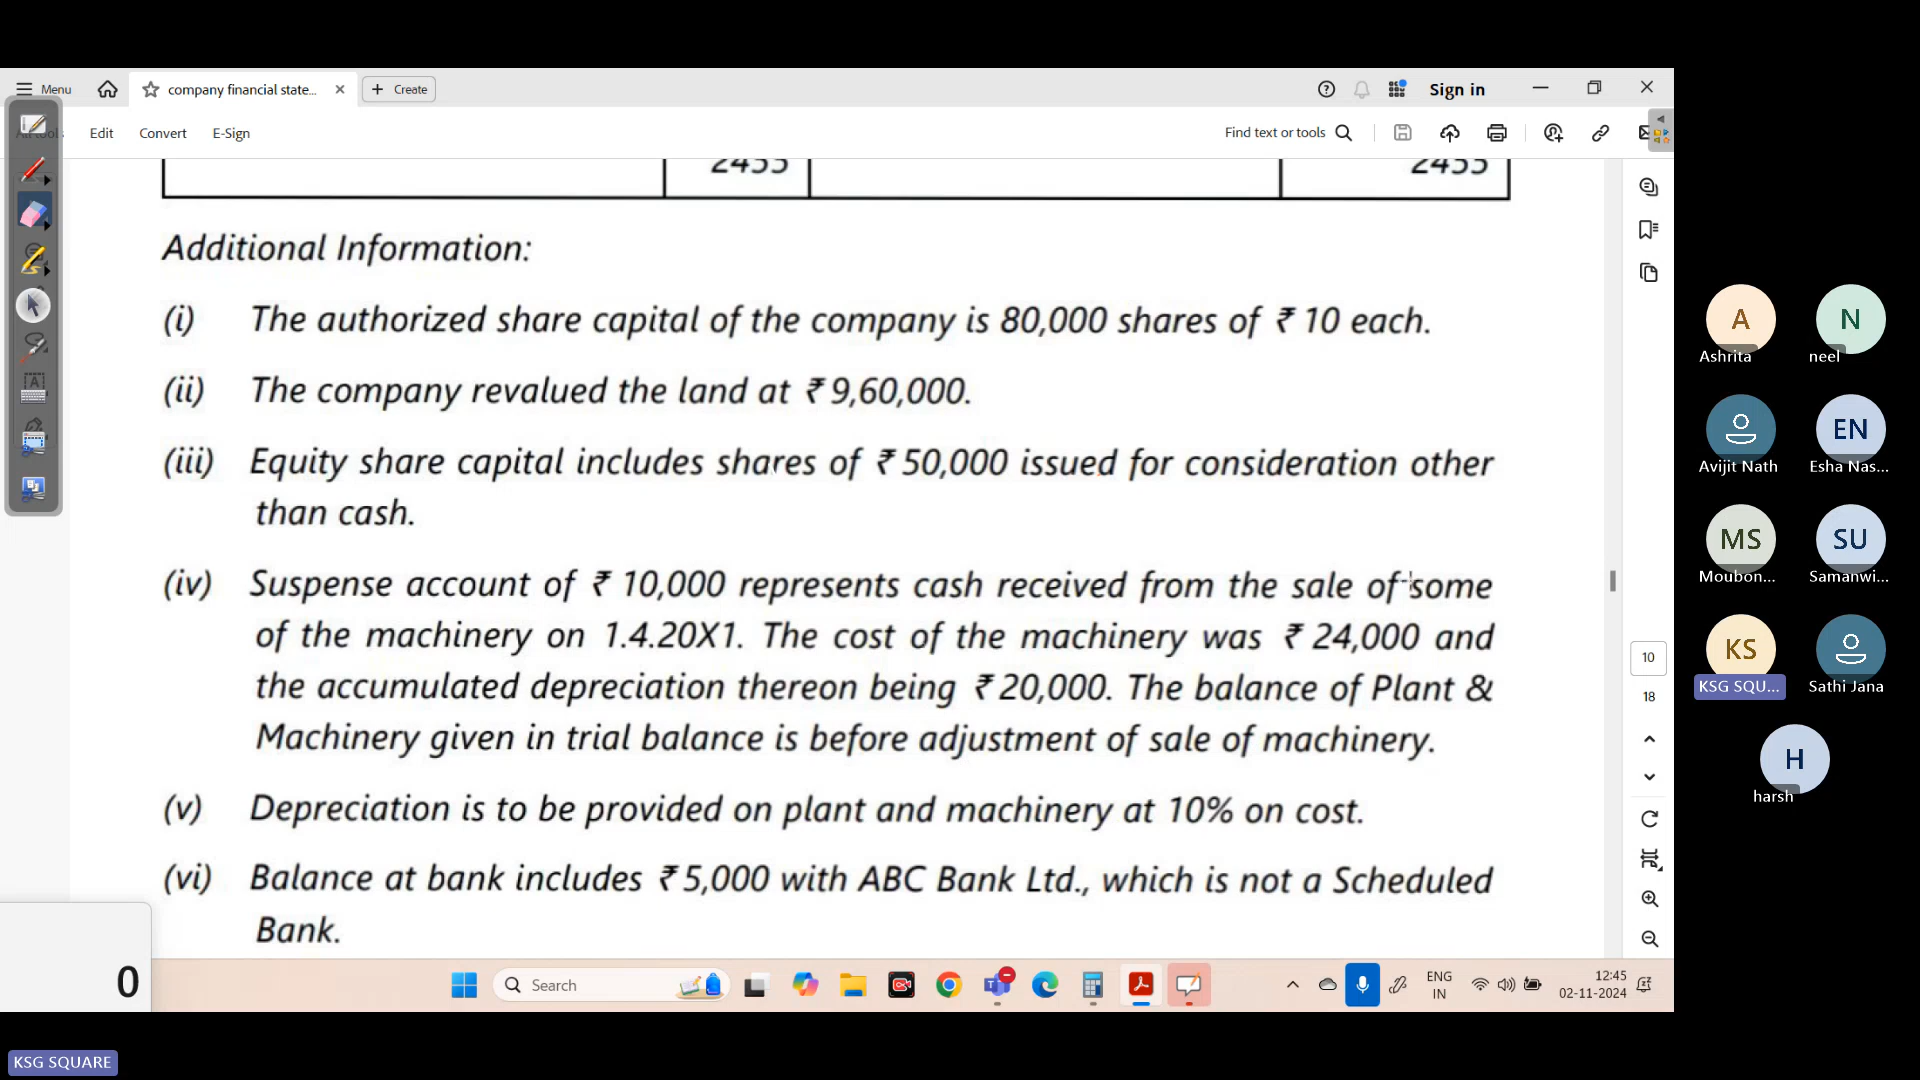 Menu
company financial state...
Create
Sign in
Edit
Convert
E-Sign
Find text or tools
2455
2455
Additional Information:
(i) The authorized share capital of the company is 80,000 shares of ₹ 10 each.
(ii) The company revalued the land at ₹ 9,60,000.
(iii) Equity share capital includes shares of ₹ 50,000 issued for consideration other
than cash.
(iv) Suspense account of ₹ 10,000 represents cash received from the sale of some
of the machinery on 1.4.20X1. The cost of the machinery was ₹ 24,000 and
the accumulated depreciation thereon being ₹ 20,000. The balance of Plant &
Machinery given in trial balance is before adjustment of sale of machinery.
(v) Depreciation is to be provided on plant and machinery at 10% on cost.
(vi) Balance at bank includes ₹ 5,000 with ABC Bank Ltd., which is not a Scheduled
Bank.
10
18
0
Search
ENG
IN
12:45
02-11-2024
A
Ashrita
N
neel
Avijit Nath
EN
Esha Nas...
MS
Moubon...
SU
Samanwi...
KS
KSG SQU...
Sathi Jana
H
harsh
KSG SQUARE